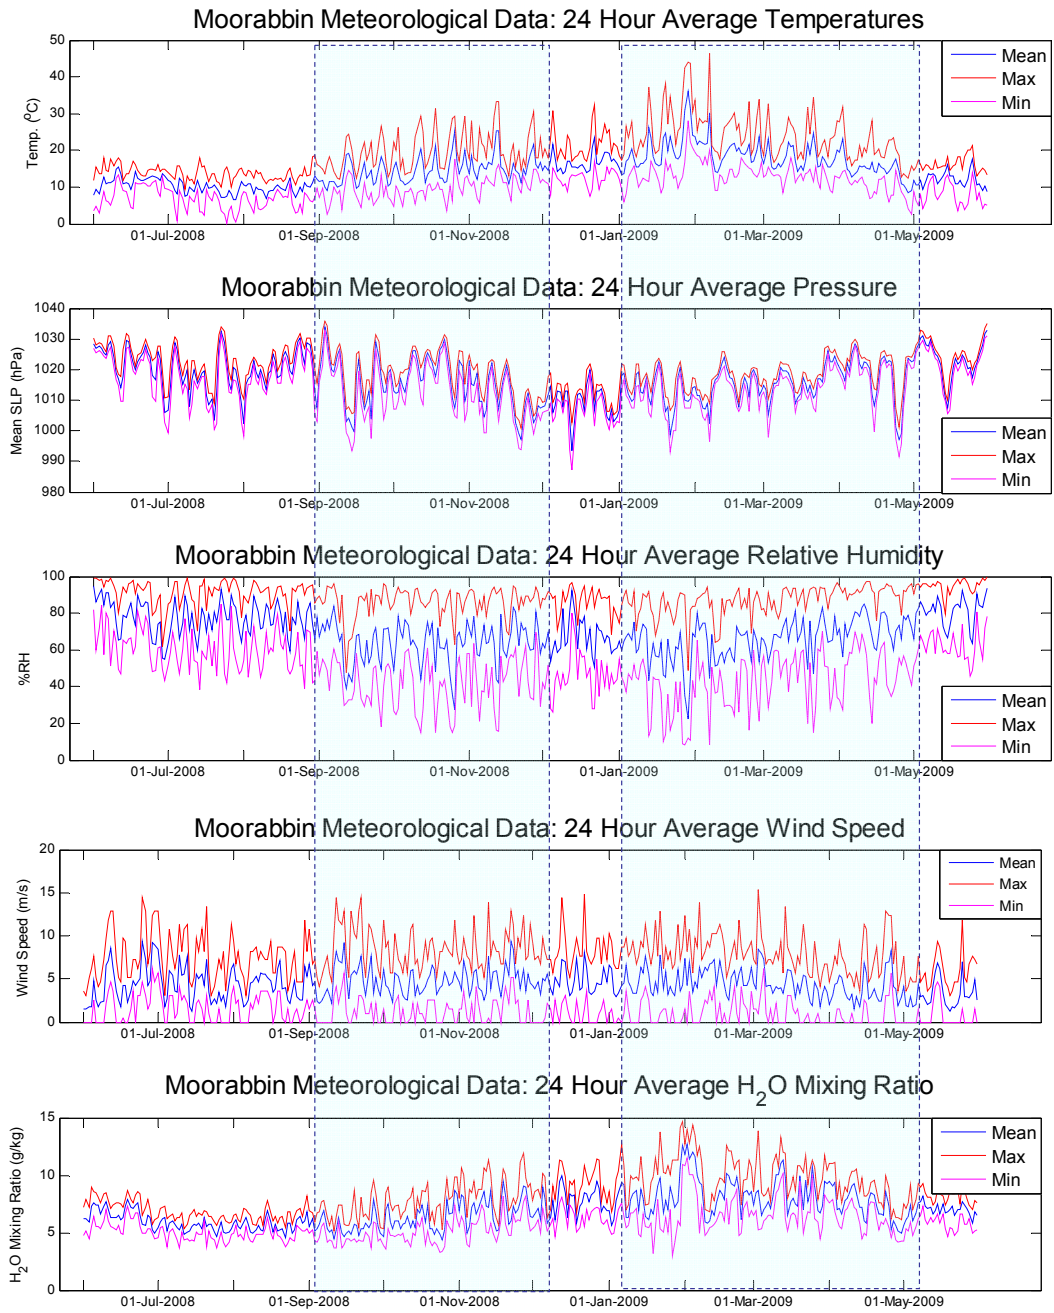 Moorabbin Meteorological Data: 24 Hour Average Temperatures
Temp. (°C)
50
40
30
20
10
0
Mean
Max
Min
01-Jul-2008
01-Sep-2008
01-Nov-2008
01-Jan-2009
01-Mar-2009
01-May-2009
Moorabbin Meteorological Data: 24 Hour Average Pressure
Mean SLP (hPa)
1040
1030
1020
1010
1000
990
980
Mean
Max
Min
01-Jul-2008
01-Sep-2008
01-Nov-2008
01-Jan-2009
01-Mar-2009
01-May-2009
Moorabbin Meteorological Data: 24 Hour Average Relative Humidity
%RH
100
80
60
40
20
0
Mean
Max
Min
01-Jul-2008
01-Sep-2008
01-Nov-2008
01-Jan-2009
01-Mar-2009
01-May-2009
Moorabbin Meteorological Data: 24 Hour Average Wind Speed
Wind Speed (m/s)
20
15
10
5
0
Mean
Max
Min
01-Jul-2008
01-Sep-2008
01-Nov-2008
01-Jan-2009
01-Mar-2009
01-May-2009
Moorabbin Meteorological Data: 24 Hour Average H₂O Mixing Ratio
H₂O Mixing Ratio (g/kg)
15
10
5
0
Mean
Max
Min
01-Jul-2008
01-Sep-2008
01-Nov-2008
01-Jan-2009
01-Mar-2009
01-May-2009